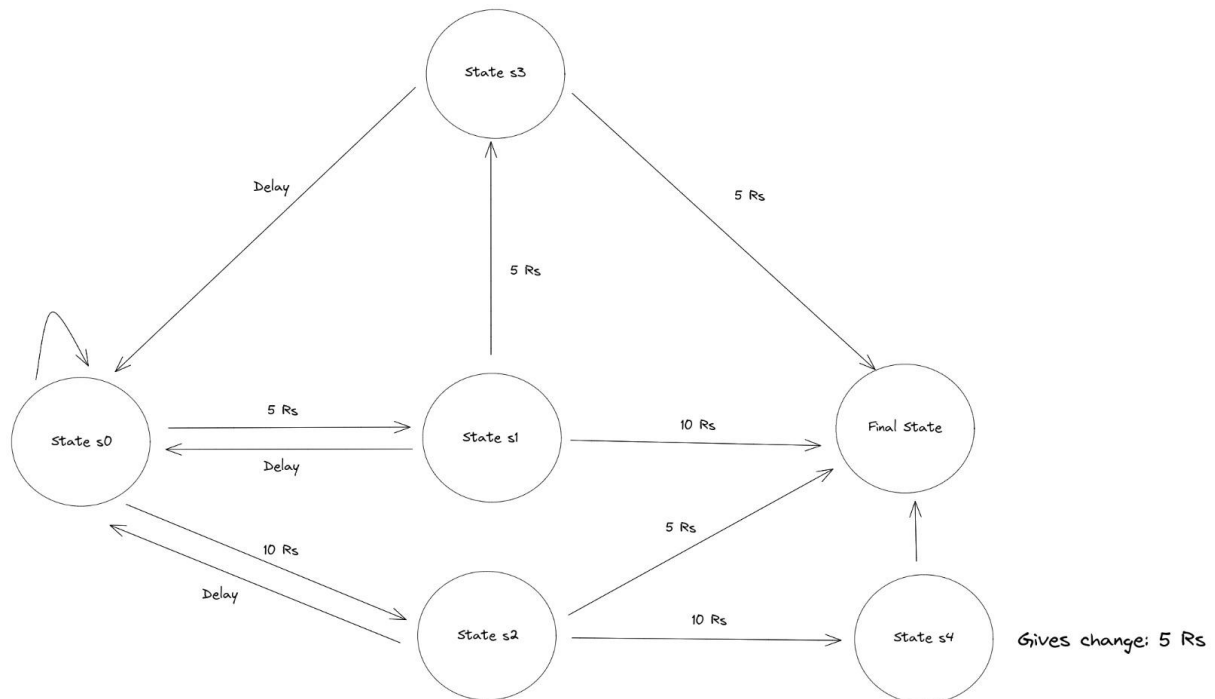 State s3
Delay
5 Rs
5 Rs
5 Rs
State s0
Delay
State s1
10 Rs
Final State
10 Rs
Delay
5 Rs
State s2
10 Rs
State s4
Gives change: 5 Rs